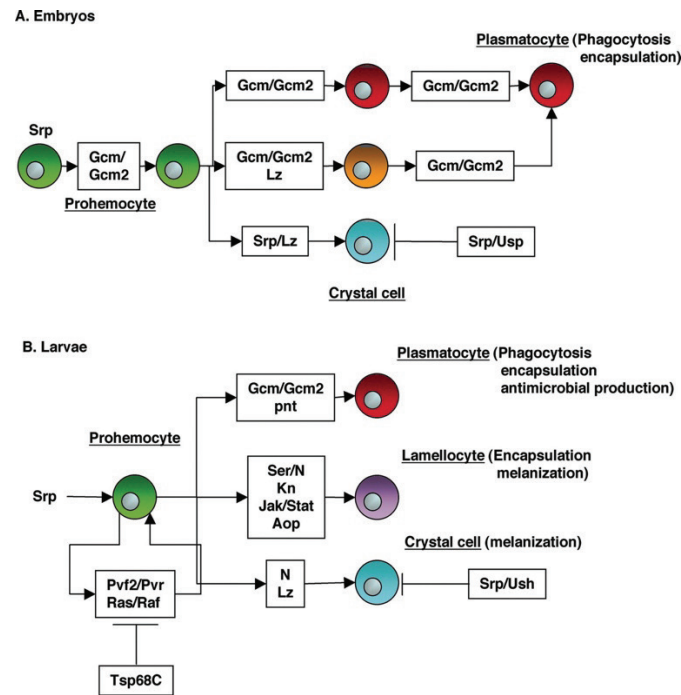 A. Embryos
Plasmatocyte (Phagocytosis
encapsulation)
Gcm/Gcm2
Gcm/Gcm2
Srp
Gcm/
Gcm2
Prohemocyte
Gcm/Gcm2
Lz
Gcm/Gcm2
Srp/Lz
Srp/Usp
Crystal cell
B. Larvae
Plasmatocyte (Phagocytosis
encapsulation
antimicrobial production)
Gcm/Gcm2
pnt
Prohemocyte
Lamellocyte (Encapsulation
melanization)
Srp
Ser/N
Kn
Jak/Stat
Aop
Crystal cell (melanization)
Pvf2/Pvr
Ras/Raf
N
Lz
Srp/Ush
Tsp68C